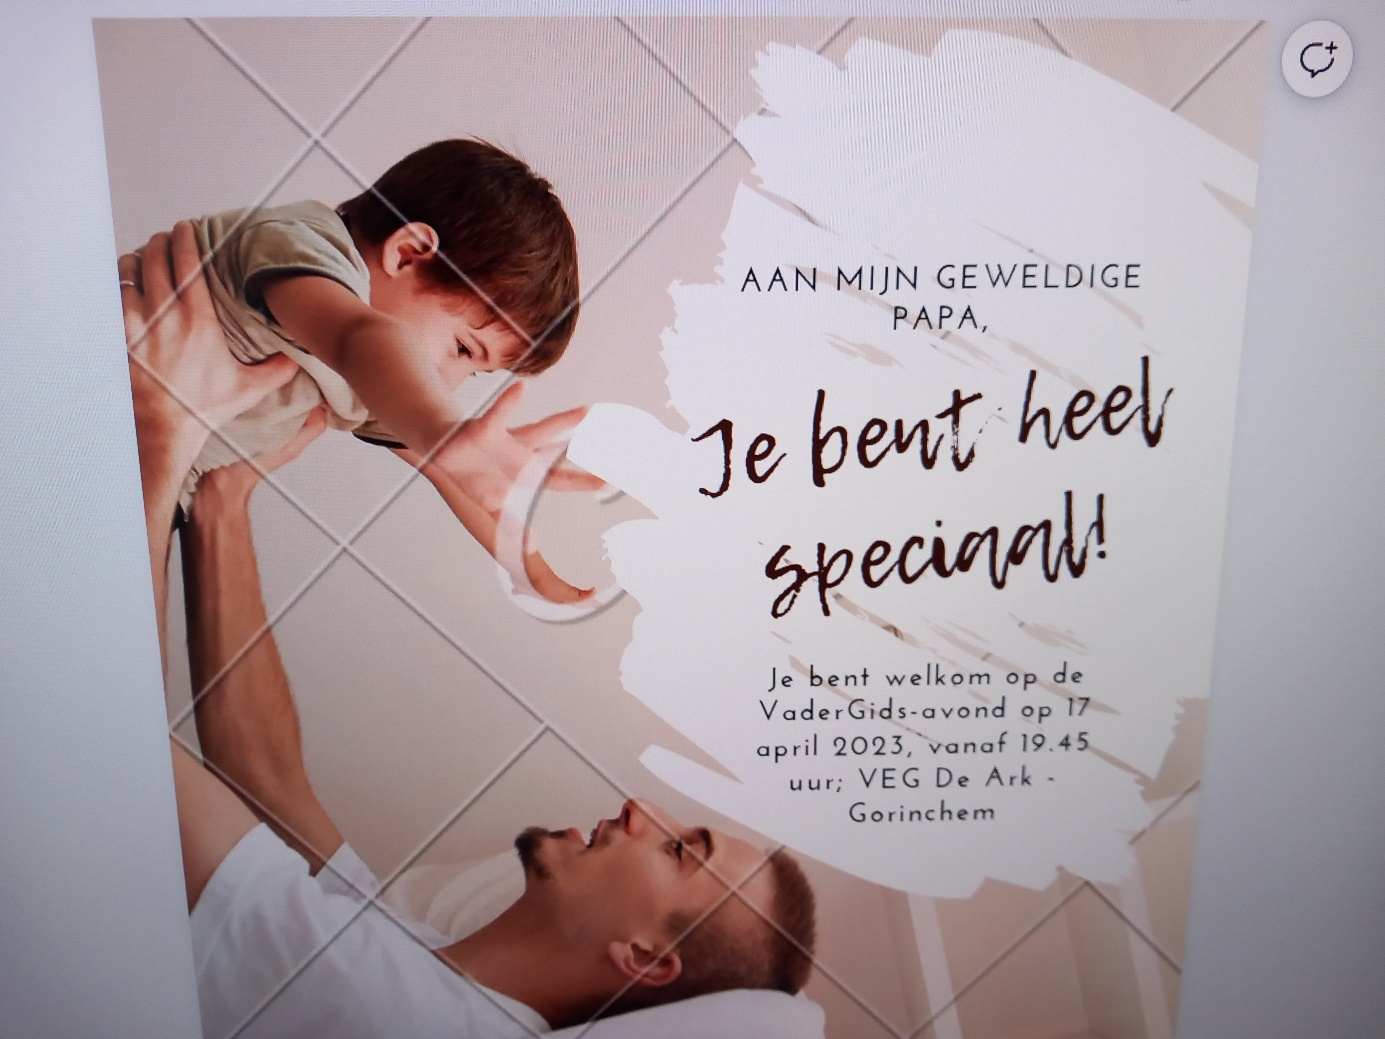 AAN MIJN GEWELDIGE
PAPA,
Je bent heel
speciaal!
Je bent welkom op de
VaderGids-avond op 17
april 2023, vanaf 19.45
uur; VEG De Ark -
Gorinchem